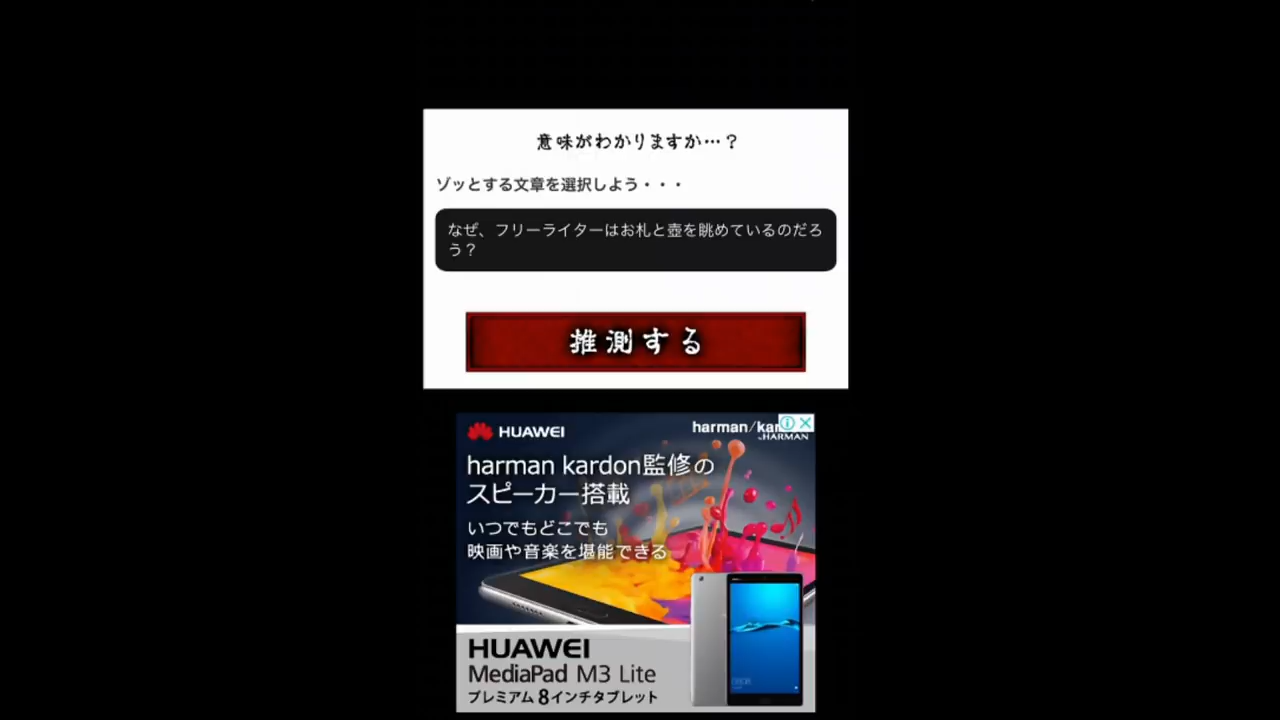 意味がわかりますか…？
ゾッとする文章を選択しよう・・・
なぜ、フリーライターはお札と壺を眺めているのだろ
う？
推測する
HUAWEI
harman/kar
by HARMAN
harman kardon監修の
スピーカー搭載
いつでもどこでも
映画や音楽を堪能できる
HUAWEI
MediaPad M3 Lite
プレミアム8インチタブレット